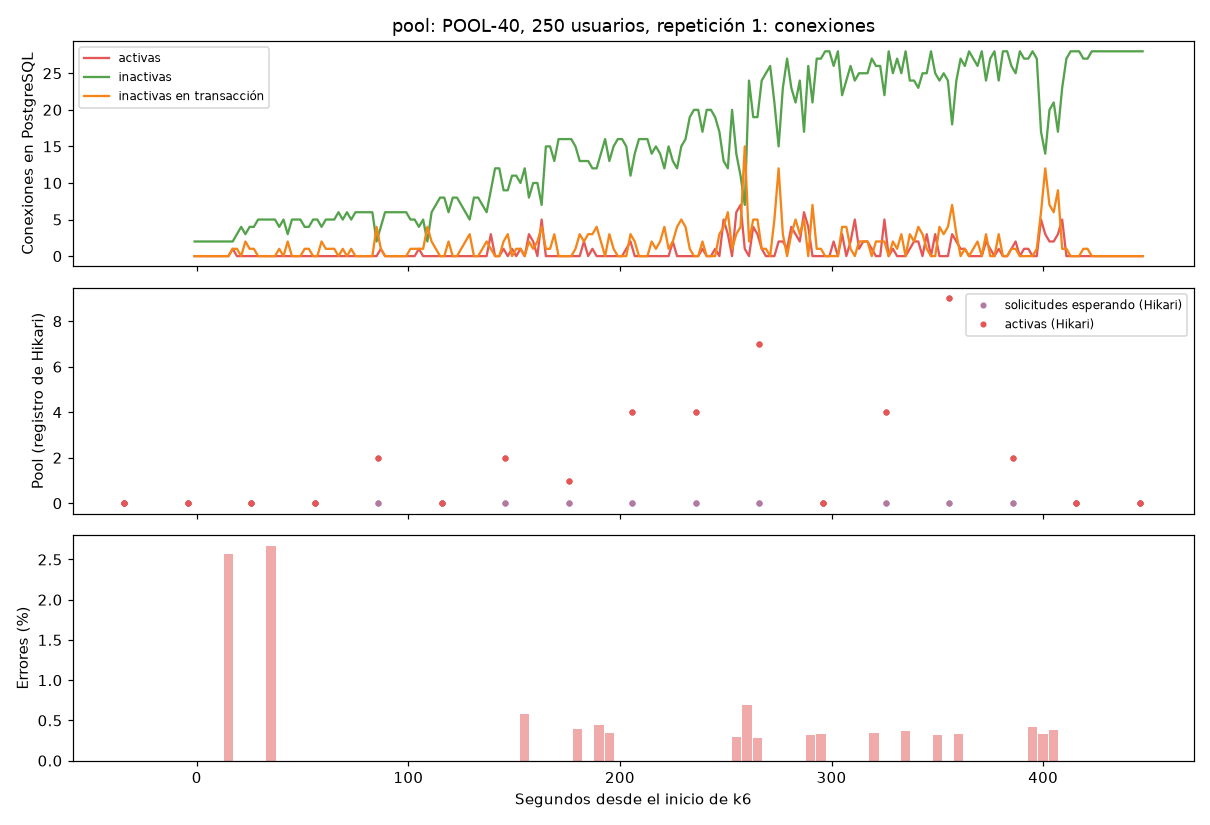 pool: POOL-40, 250 usuarios, repetición 1: conexiones
Conexiones en PostgreSQL
25
20
15
10
5
0
activas
inactivas
inactivas en transacción
Pool (registro de Hikari)
8
6
4
2
0
solicitudes esperando (Hikari)
activas (Hikari)
Errores (%)
2.5
2.0
1.5
1.0
0.5
0.0
0 100 200 300 400
Segundos desde el inicio de k6